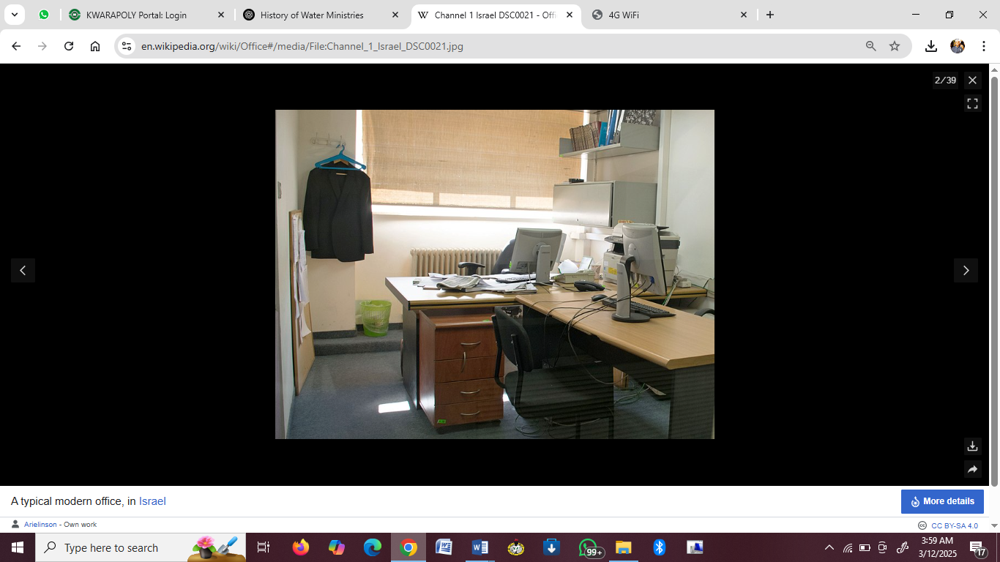 KWARAPOLY Portal: Login
History of Water Ministries
Channel 1 Israel DSC0021 - Offi
4G WiFi
en.wikipedia.org/wiki/Office#/media/File:Channel_1_Israel_DSC0021.jpg
2/39
A typical modern office, in Israel
More details
Arielinson - Own work
CC BY-SA 4.0
Type here to search
99+
3:59 AM
3/12/2025
17